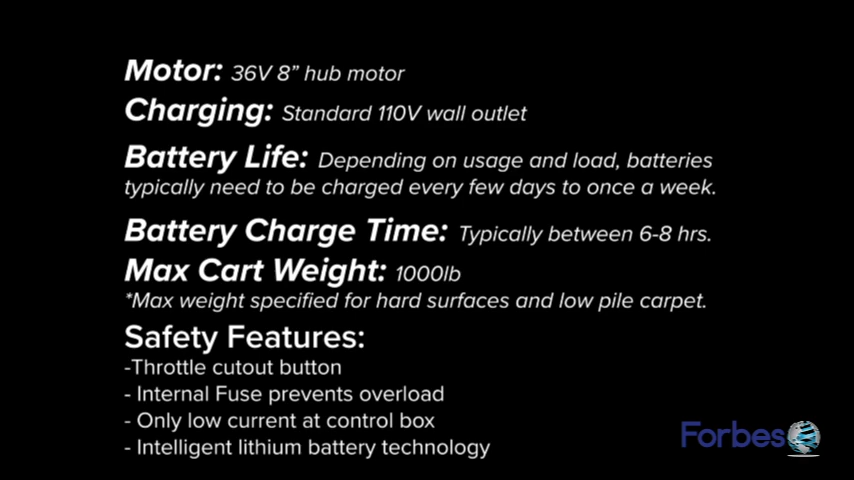 Motor: 36V 8” hub motor
Charging: Standard 110V wall outlet
Battery Life: Depending on usage and load, batteries
typically need to be charged every few days to once a week.
Battery Charge Time: Typically between 6-8 hrs.
Max Cart Weight: 1000lb
*Max weight specified for hard surfaces and low pile carpet.
Safety Features:
-Throttle cutout button
- Internal Fuse prevents overload
- Only low current at control box
- Intelligent lithium battery technology
Forbes